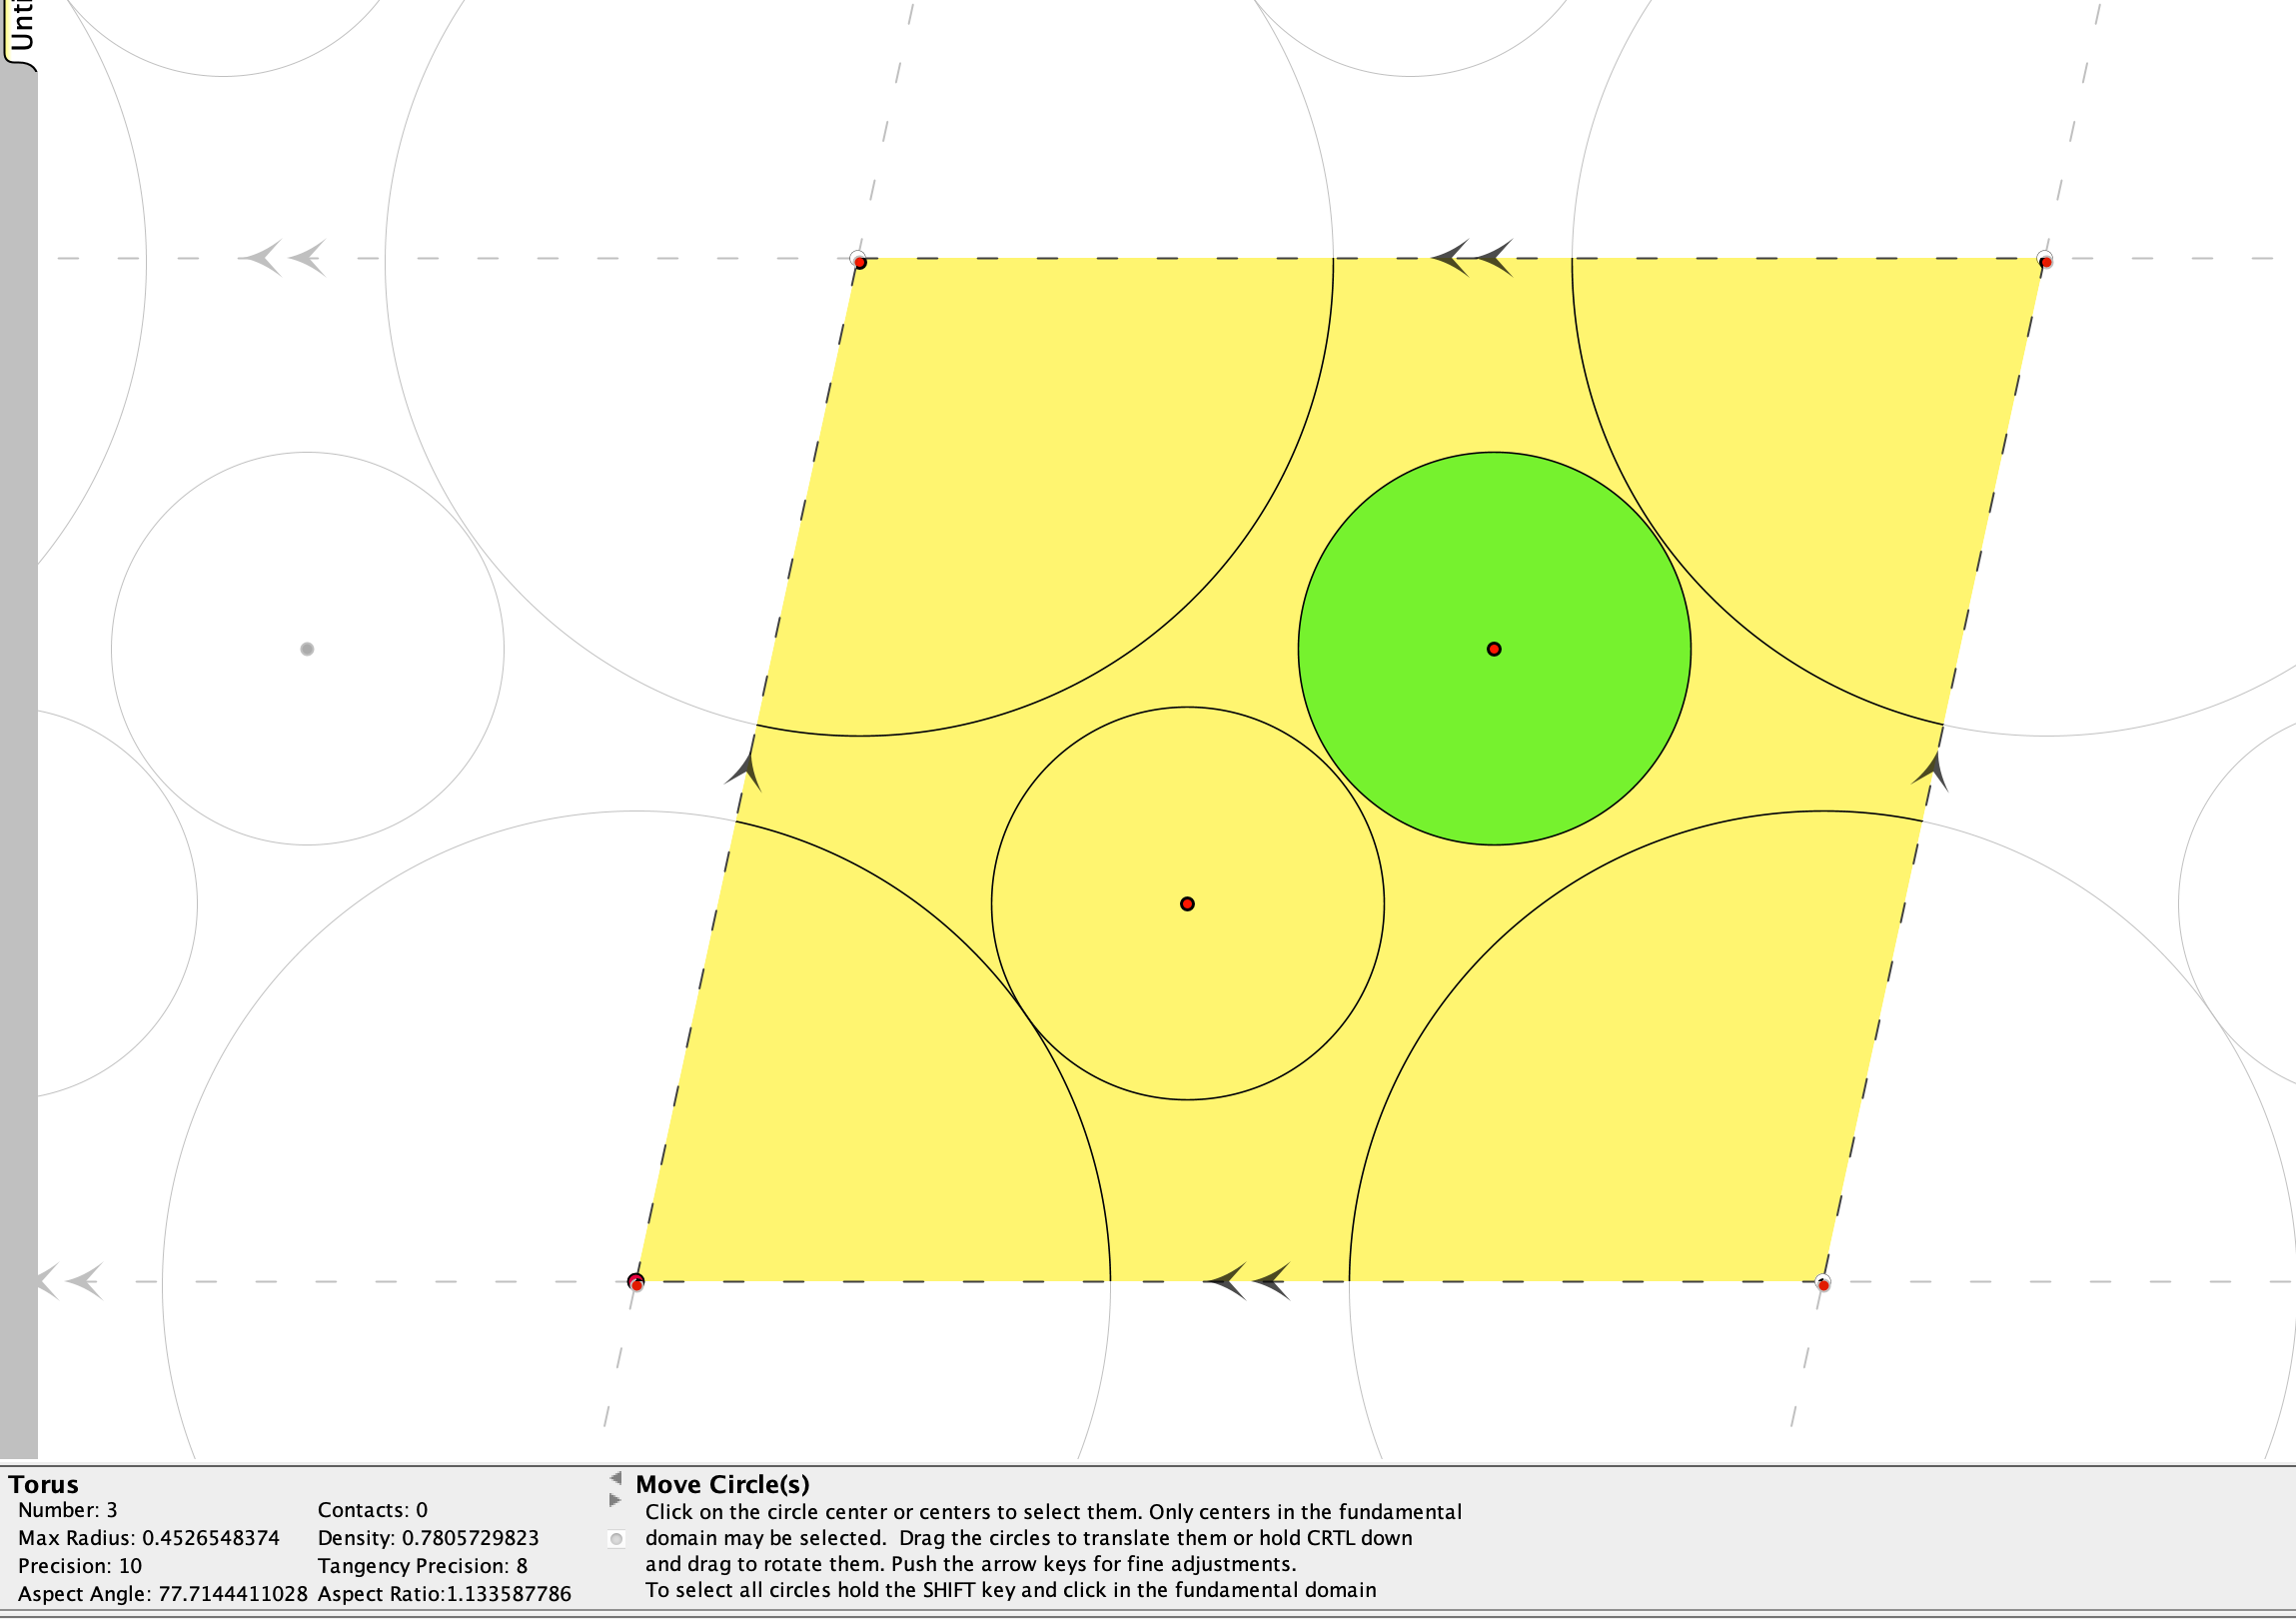 Unti
Torus
Number: 3
Contacts: 0
Max Radius: 0.4526548374
Density: 0.7805729823
Precision: 10
Tangency Precision: 8
Aspect Angle: 77.7144411028
Aspect Ratio:1.133587786
Move Circle(s)
Click on the circle center or centers to select them. Only centers in the fundamental
domain may be selected.  Drag the circles to translate them or hold CRTL down
and drag to rotate them. Push the arrow keys for fine adjustments.
To select all circles hold the SHIFT key and click in the fundamental domain